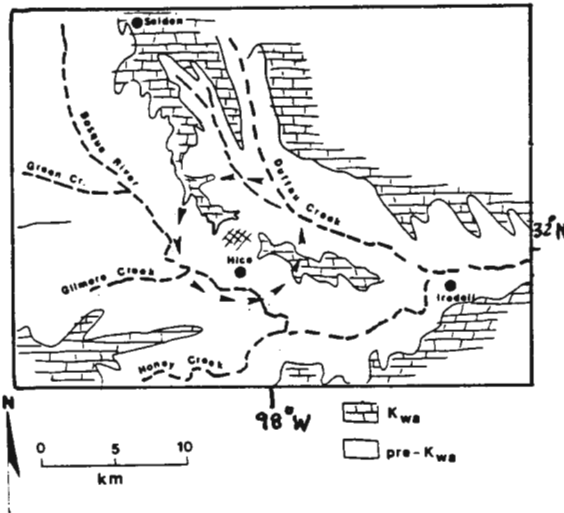 Selden
Bosque River
Green Cr.
Duffau Creek
32°N
Hico
Gilmore Creek
Iredell
Honey Creek
N
98°W
0 5 10
km
Kwa
pre-Kwa